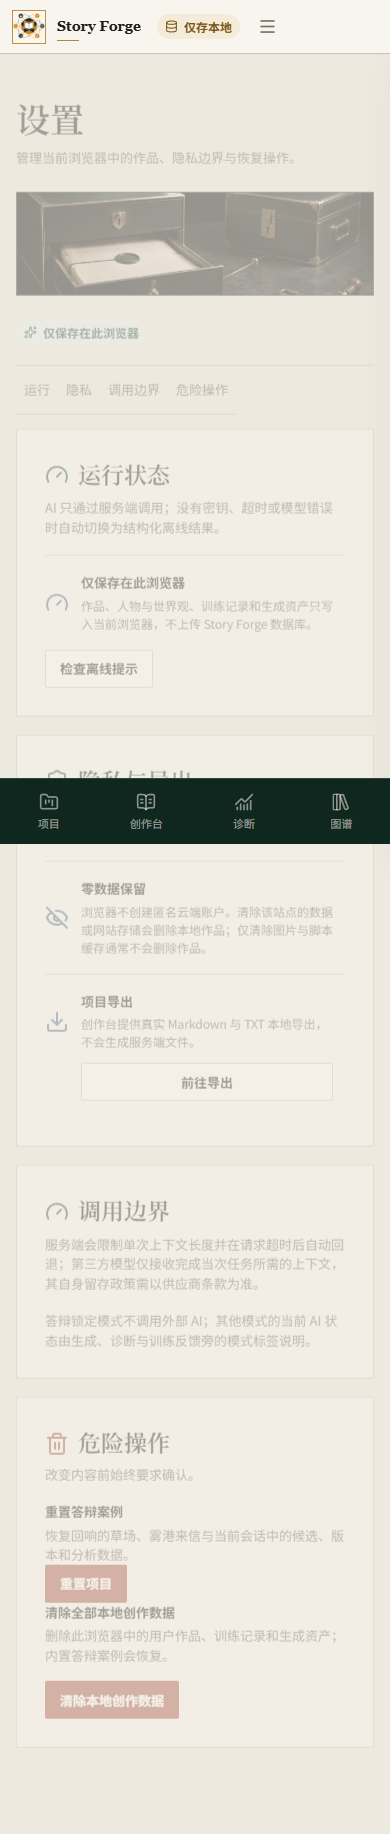 Story Forge
仅存本地
设置
管理当前浏览器中的作品、隐私边界与恢复操作。
仅保存在此浏览器
运行 隐私 调用边界 危险操作
运行状态
AI 只通过服务端调用；没有密钥、超时或模型错误
时自动切换为结构化离线结果。
仅保存在此浏览器
作品、人物与世界观、训练记录和生成资产只写
入当前浏览器，不上传 Story Forge 数据库。
检查离线提示
隐私与导出
项目 创作台 诊断 图谱
零数据保留
浏览器不创建匿名云端账户。清除该站点的数据
或网站存储会删除本地作品；仅清除图片与脚本
缓存通常不会删除作品。
项目导出
创作台提供真实 Markdown 与 TXT 本地导出，
不会生成服务端文件。
前往导出
调用边界
服务端会限制单次上下文长度并在请求超时后自动回
退；第三方模型仅接收完成当次任务所需的上下文，
其自身留存政策需以供应商条款为准。
答辩锁定模式不调用外部 AI；其他模式的当前 AI 状
态由生成、诊断与训练反馈旁的模式标签说明。
危险操作
改变内容前始终要求确认。
重置答辩案例
恢复回响的草场、雾港来信与当前会话中的候选、版
本和分析数据。
重置项目
清除全部本地创作数据
删除此浏览器中的用户作品、训练记录和生成资产；
内置答辩案例会恢复。
清除本地创作数据